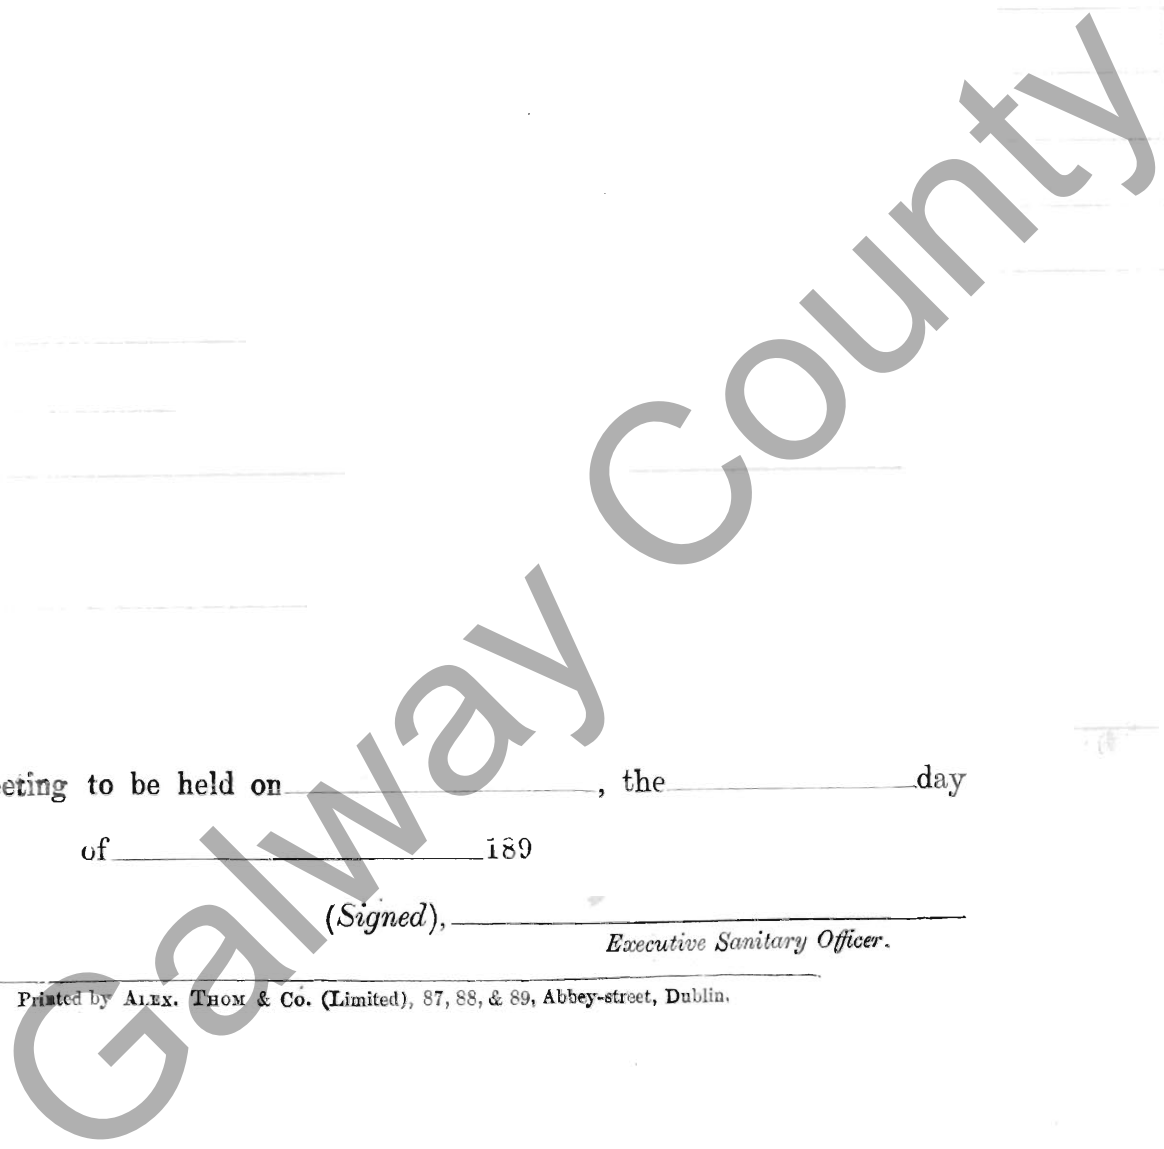 eting to be held on , the day
of 189
(Signed),
Executive Sanitary Officer.
Printed by ALEX. THOM & Co. (Limited), 87, 88, & 89, Abbey-street, Dublin.
Galway County